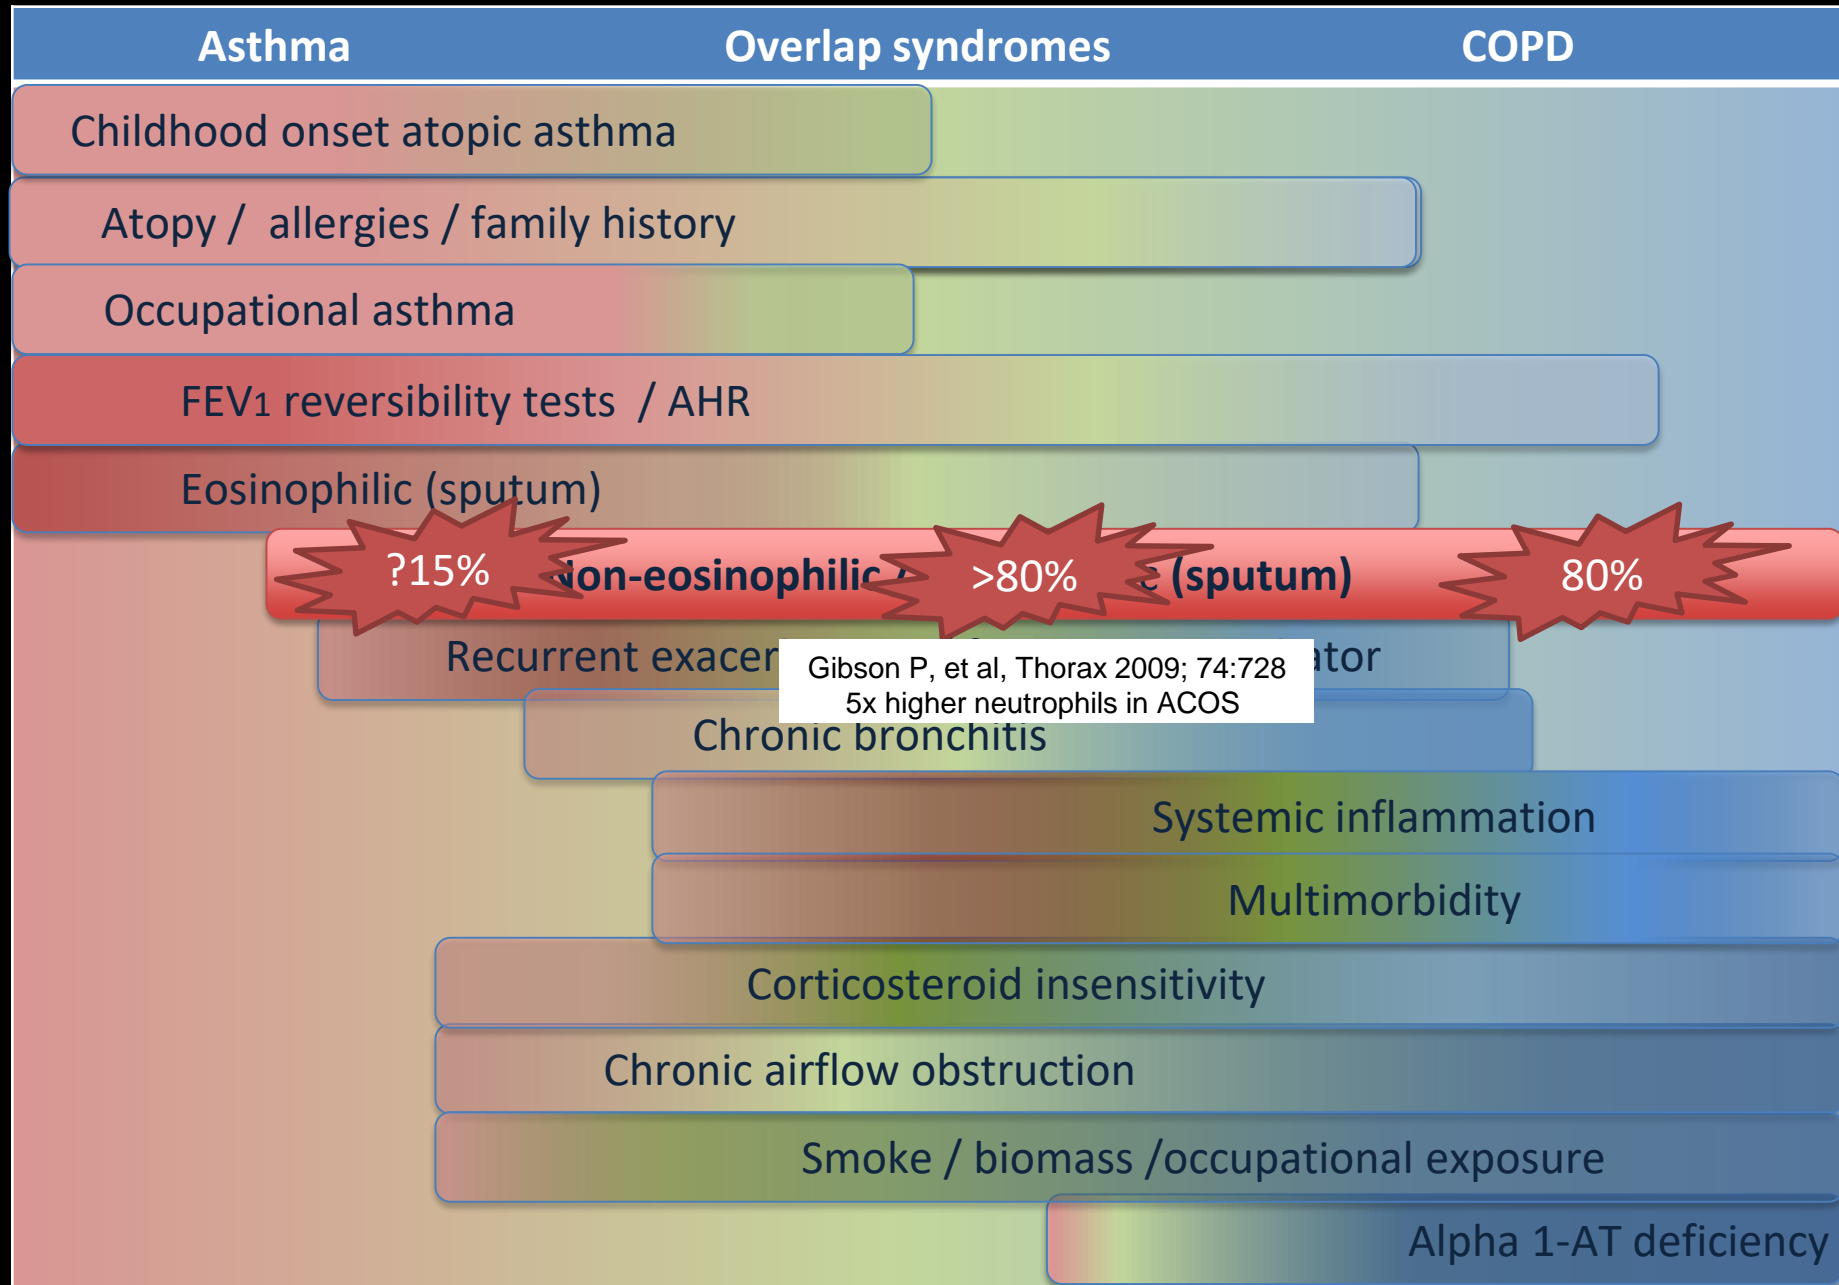 Asthma Overlap syndromes COPD
Childhood onset atopic asthma
Atopy / allergies / family history
Occupational asthma
FEV1 reversibility tests / AHR
Eosinophilic (sputum)
?15% Non-eosinophilic / >80% (sputum) 80%
Recurrent
Gibson P, et al, Thorax 2009; 74:728
5x higher neutrophils in ACOS
Chronic bronchitis
Systemic inflammation
Multimorbidity
Corticosteroid insensitivity
Chronic airflow obstruction
Smoke / biomass /occupational exposure
Alpha 1-AT deficiency